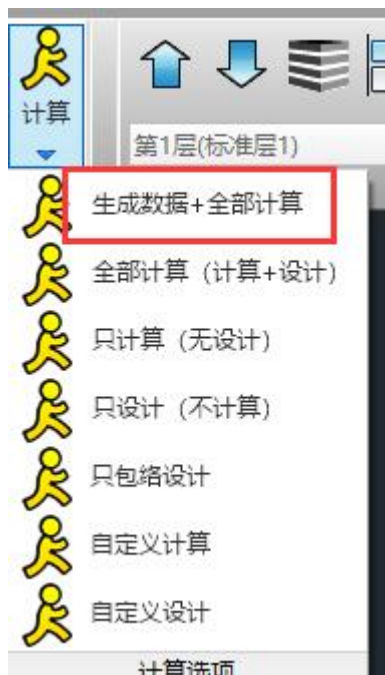 计算
第1层(标准层1)
生成数据+全部计算
全部计算（计算+设计）
只计算（无设计）
只设计（不计算）
只包络设计
自定义计算
自定义设计
计算选项